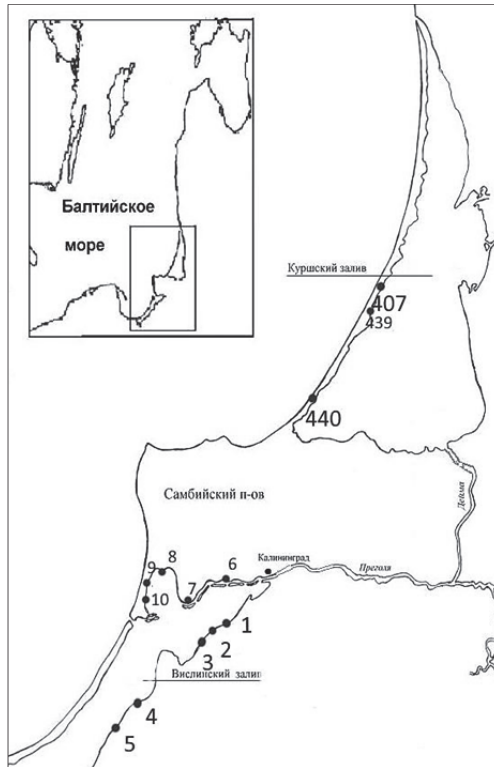 Балтийское
море
Куршский залив
407
439
440
Самбийский п-ов
Дейма
Калининград
Преголя
9
8
6
7
10
1
2
3
Вислинский залив
4
5